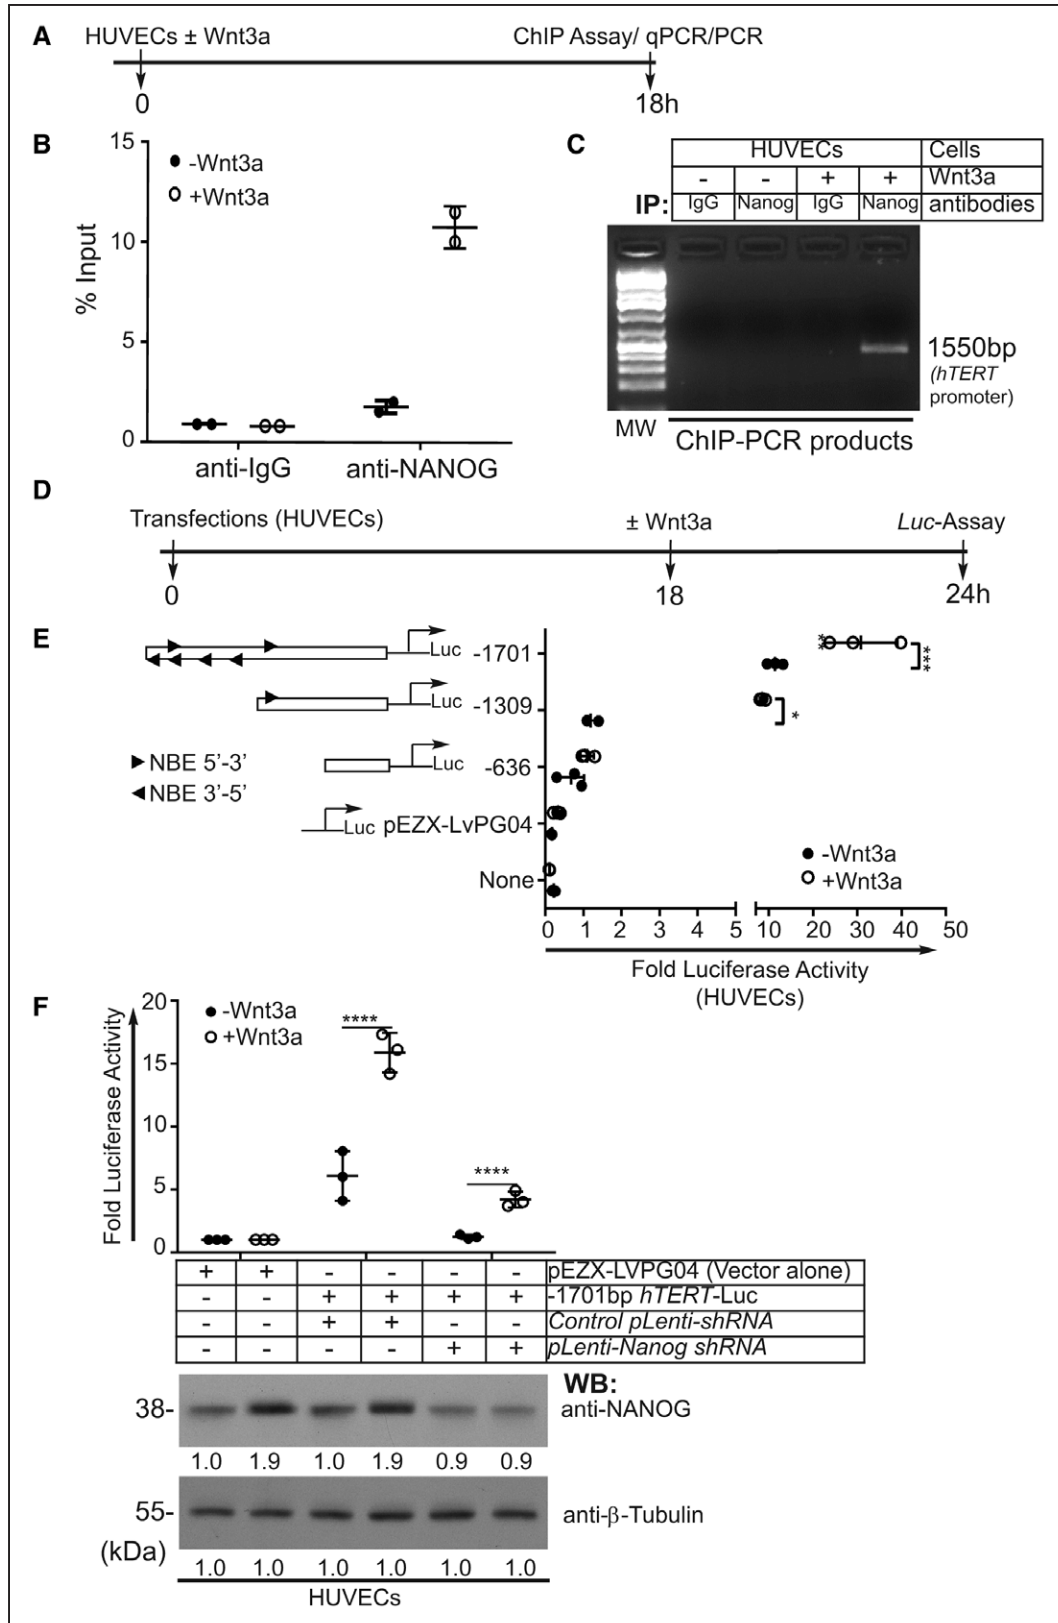 A
HUVECs ± Wnt3a
ChIP Assay/ qPCR/PCR
0
18h
B
15
10
5
0
% Input
-Wnt3a
+Wnt3a
anti-IgG
anti-NANOG
C
HUVECs Cells
- - + + Wnt3a
IP: IgG Nanog IgG Nanog antibodies
1550bp
(hTERT
promoter)
MW
ChIP-PCR products
D
Transfections (HUVECs)
± Wnt3a
Luc-Assay
0
18
24h
E
Luc -1701
Luc -1309
Luc -636
NBE 5'-3'
NBE 3'-5'
Luc pEZX-LvPG04
None
**
***
*
-Wnt3a
+Wnt3a
0 1 2 3 4 5 10 20 30 40 50
Fold Luciferase Activity
(HUVECs)
F
Fold Luciferase Activity
20
15
10
5
0
-Wnt3a
+Wnt3a
****
****
+ + - - - - pEZX-LVPG04 (Vector alone)
- - + + + + -1701bp hTERT-Luc
- - + + - - Control pLenti-shRNA
- - - - + + pLenti-Nanog shRNA
WB:
38- anti-NANOG
1.0 1.9 1.0 1.9 0.9 0.9
55- anti-β-Tubulin
(kDa)
1.0 1.0 1.0 1.0 1.0 1.0
HUVECs